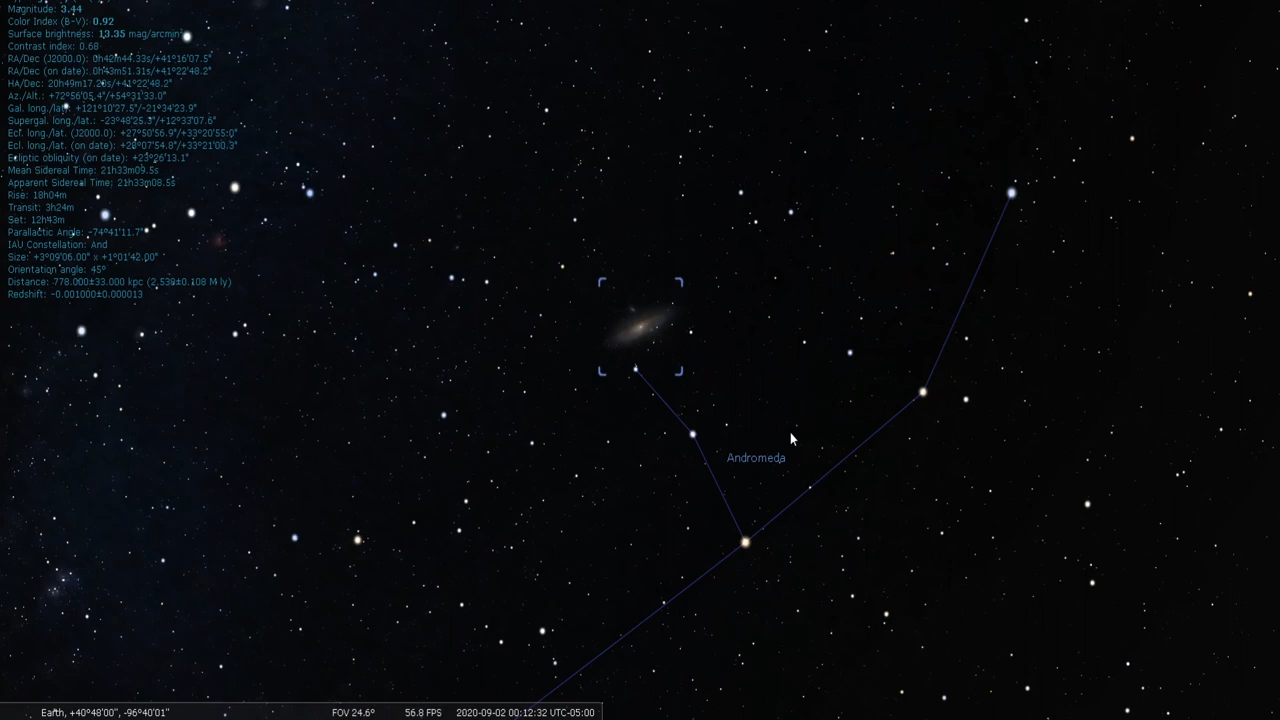 Magnitude: 3.44
Color Index (B-V): 0.92
Surface brightness: 13.35 mag/arcmin²
Contrast index: 0.68
RA/Dec (J2000.0): 0h42m44.33s/+41°16'07.5"
RA/Dec (on date): 0h43m51.31s/+41°22'48.2"
HA/Dec: 20h49m17.20s/+41°22'48.2"
Az./Alt.: +72°56'05.4"/+54°31'33.0"
Gal. long./lat.: +121°10'27.5"/-21°34'23.9"
Supergal. long./lat.: -23°48'25.3"/+12°33'07.6"
Ecl. long./lat. (J2000.0): +27°50'56.9"/+33°20'55.0"
Ecl. long./lat. (on date): +28°07'54.8"/+33°21'00.3"
Ecliptic obliquity (on date): +23°26'13.1"
Mean Sidereal Time: 21h33m09.5s
Apparent Sidereal Time: 21h33m08.5s
Rise: 18h04m
Transit: 3h24m
Set: 12h43m
Parallactic Angle: -74°41'11.7"
IAU Constellation: And
Size: +3°09'06.00" x +1°01'42.00"
Orientation angle: 45°
Distance: 778.000±33.000 kpc (2.538±0.108 M ly)
Redshift: -0.001000±0.000013
Andromeda
Earth, +40°48'00", -96°40'01" FOV 24.6° 56.8 FPS 2020-09-02 00:12:32 UTC-05:00